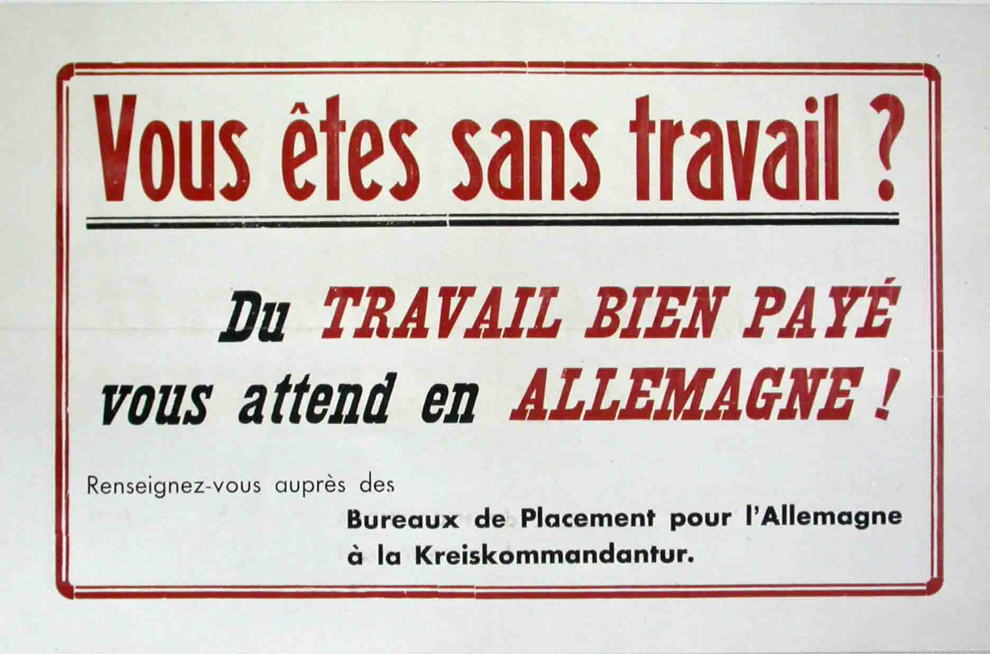 Vous êtes sans travail ?
Du TRAVAIL BIEN PAYÉ
vous attend en ALLEMAGNE !
Renseignez-vous auprès des
Bureaux de Placement pour l'Allemagne
à la Kreiskommandantur.